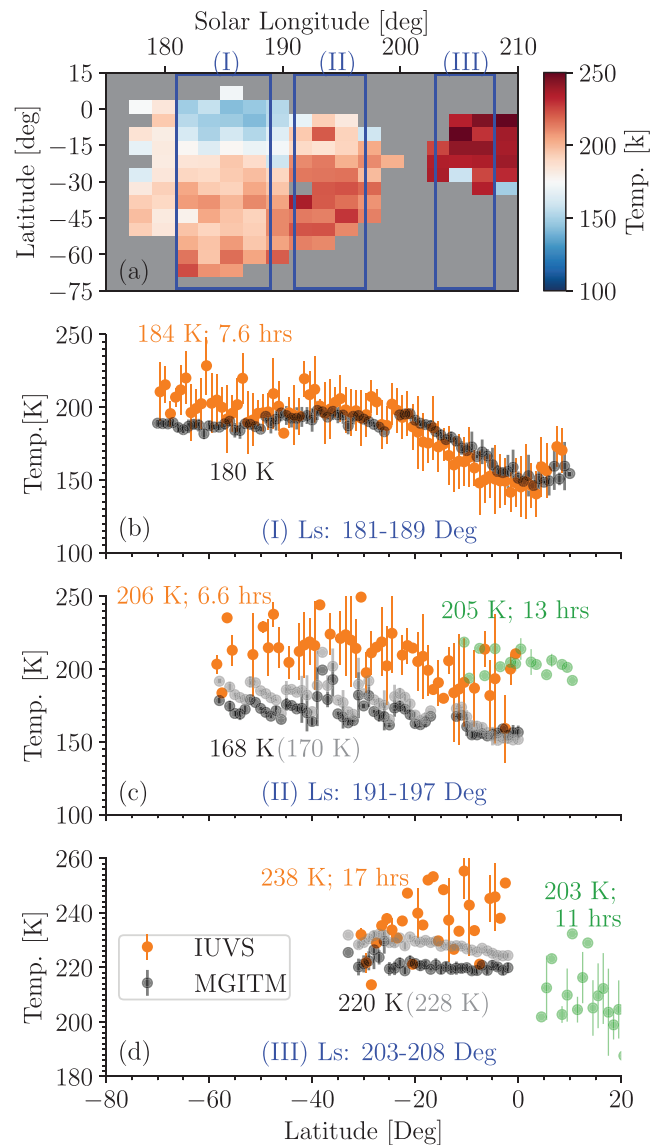 Solar Longitude [deg]
180 190 200 210
(I) (II) (III)
15
0
−15
−30
−45
−60
−75
Latitude [deg]
(a)
250
200
150
100
Temp. [k]
250
200
150
100
Temp.[K]
184 K; 7.6 hrs
180 K
(b) (I) Ls: 181-189 Deg
250
200
150
100
Temp. [K]
206 K; 6.6 hrs
205 K; 13 hrs
168 K(170 K)
(c) (II) Ls: 191-197 Deg
260
240
220
200
180
Temp. [K]
238 K; 17 hrs
203 K;
11 hrs
IUVS
MGITM
220 K(228 K)
(d) (III) Ls: 203-208 Deg
−80 −60 −40 −20 0 20
Latitude [Deg]